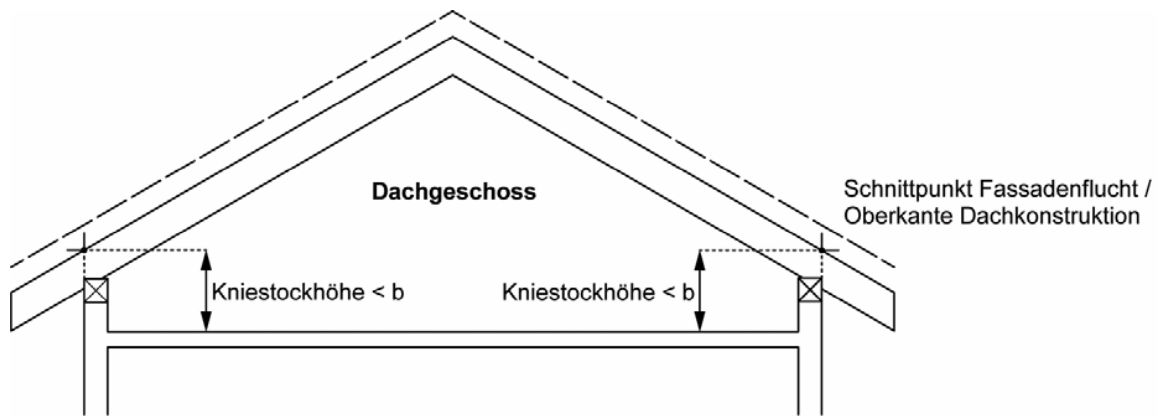 Dachgeschoss
Schnittpunkt Fassadenflucht /
Oberkante Dachkonstruktion
Kniestockhöhe < b
Kniestockhöhe < b